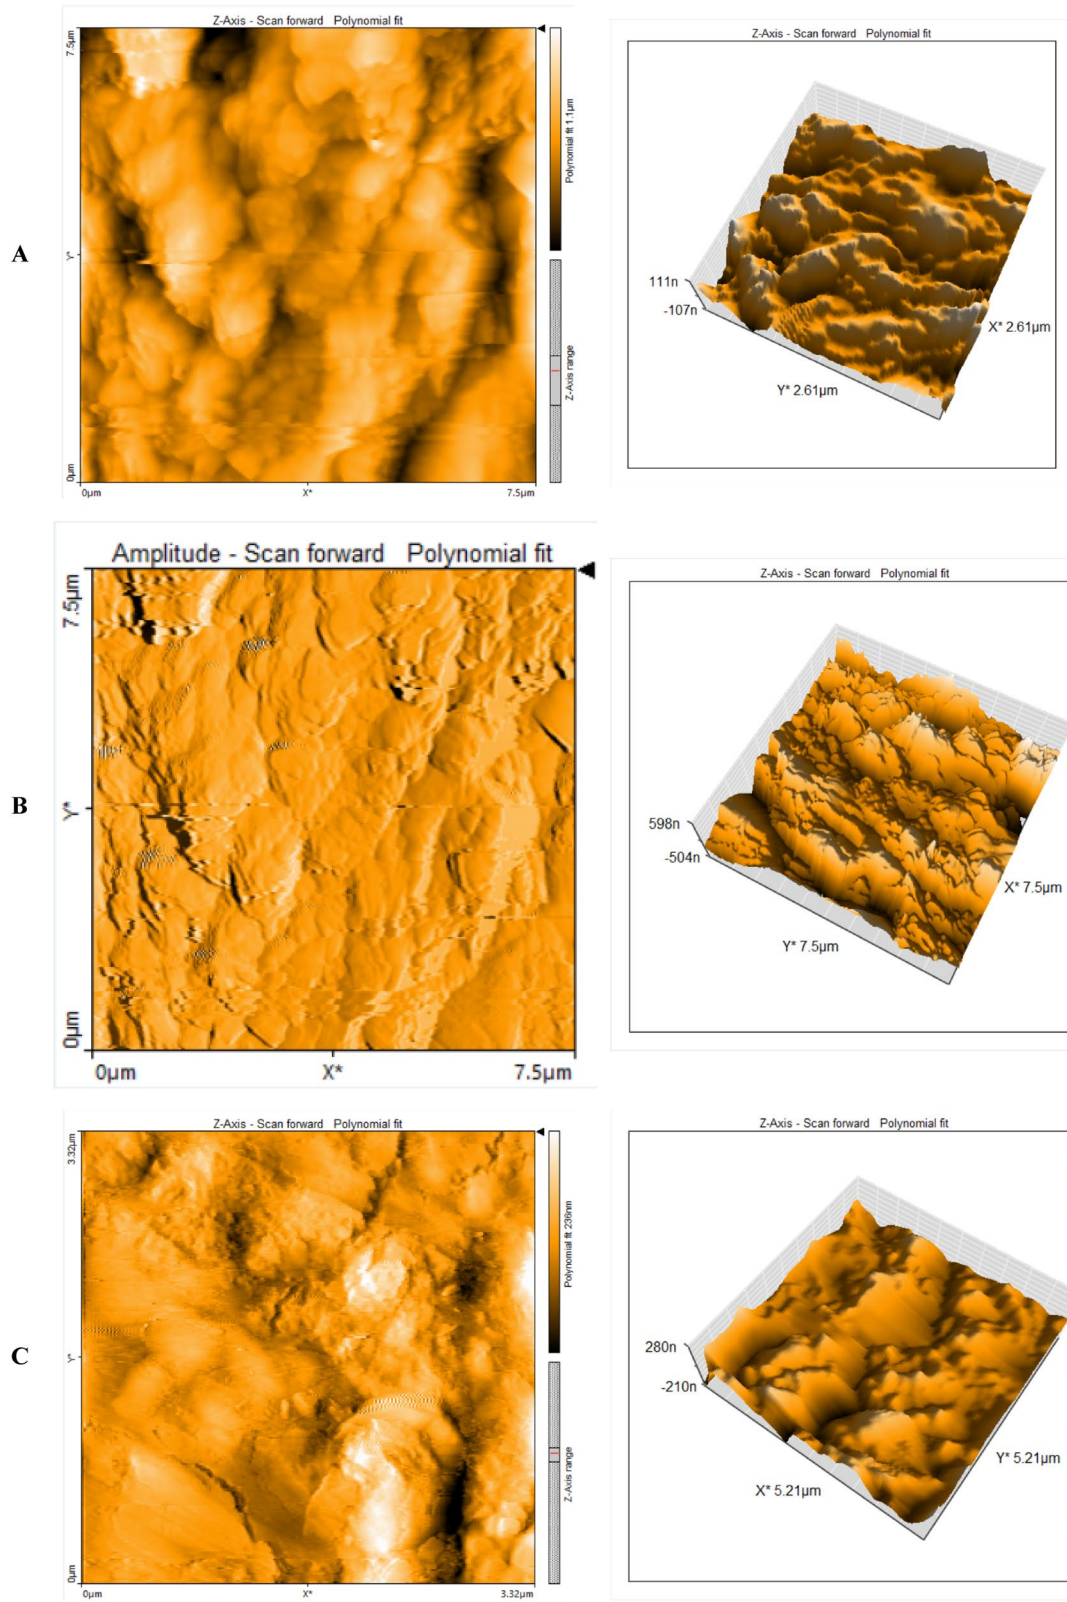 Z-Axis - Scan forward Polynomial fit
7.5µm
Y*
0µm
0µm
X*
7.5µm
Polynomial fit 1.1µm
Z-Axis range
Z-Axis - Scan forward Polynomial fit
111n
-107n
X* 2.61µm
Y* 2.61µm
A
Amplitude - Scan forward Polynomial fit
7.5µm
Y*
0µm
0µm
X*
7.5µm
Z-Axis - Scan forward Polynomial fit
598n
-504n
X* 7.5µm
Y* 7.5µm
B
Z-Axis - Scan forward Polynomial fit
3.32µm
Y*
0µm
0µm
X*
3.32µm
Polynomial fit 236nm
Z-Axis range
Z-Axis - Scan forward Polynomial fit
280n
-210n
Y* 5.21µm
X* 5.21µm
C